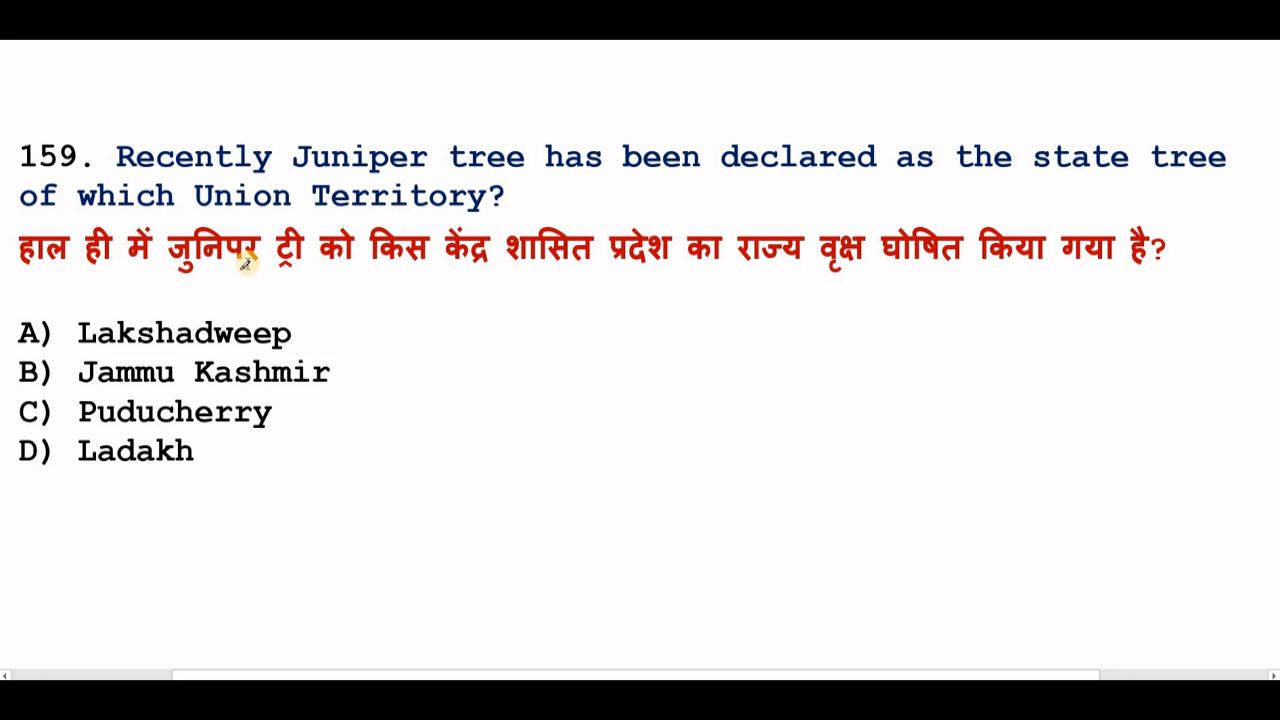 159. Recently Juniper tree has been declared as the state tree
of which Union Territory?
हाल ही में जुनिपर ट्री को किस केंद्र शासित प्रदेश का राज्य वृक्ष घोषित किया गया है?
A) Lakshadweep
B) Jammu Kashmir
C) Puducherry
D) Ladakh